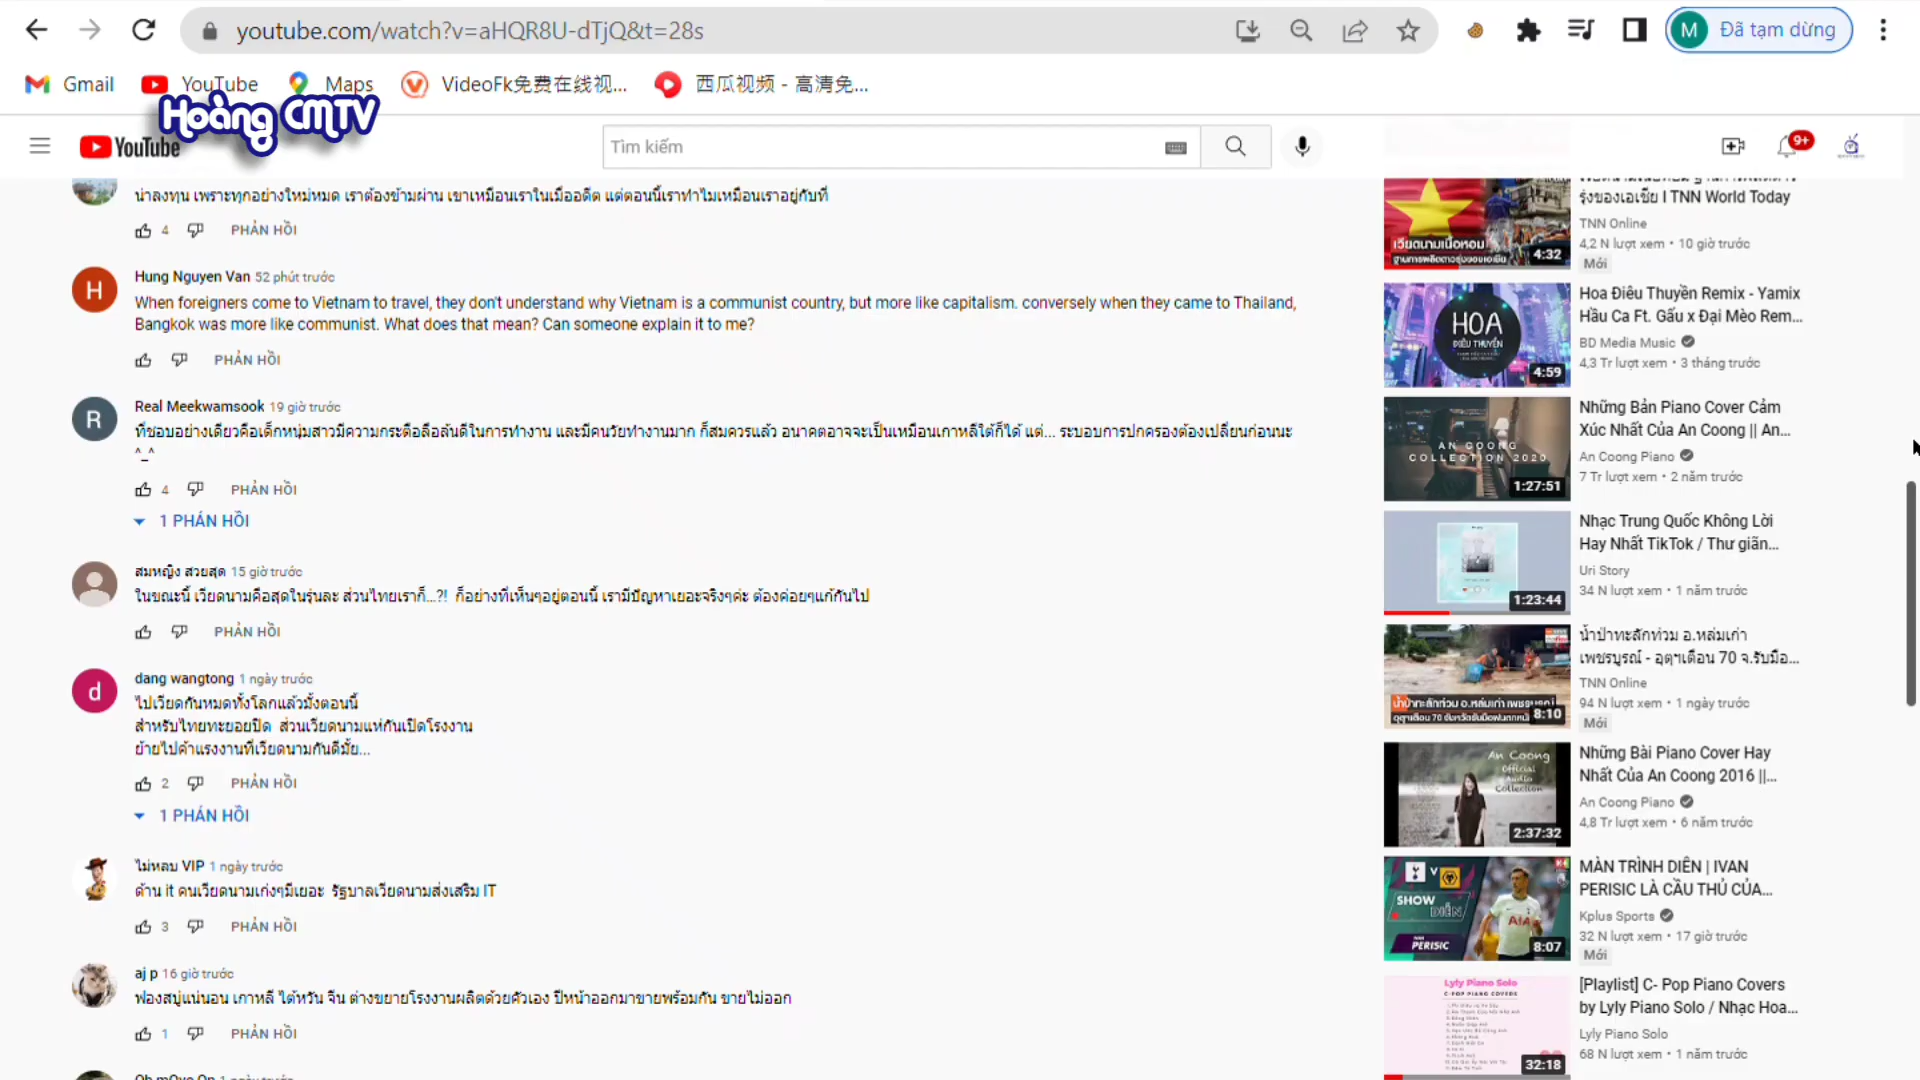 youtube.com/watch?v=aHQR8U-dTjQ&t=28s
M Đã tạm dừng
Gmail YouTube Maps VideoFk免费在线视... 西瓜视频 - 高清免...
Hoàng CMTV
YouTube
Tìm kiếm
9+
น่าลงทุน เพราะทุกอย่างใหม่หมด เราต้องข้ามผ่าน เขาเหมือนเราในเมื่ออดีต แต่ตอนนี้เราทำไมเหมือนเราอยู่กับที่
4 PHẢN HỒI
H
Hung Nguyen Van 52 phút trước
When foreigners come to Vietnam to travel, they don't understand why Vietnam is a communist country, but more like capitalism. conversely when they came to Thailand,
Bangkok was more like communist. What does that mean? Can someone explain it to me?
PHẢN HỒI
R
Real Meekwamsook 19 giờ trước
ที่ชอบอย่างเดียวคือเด็กหนุ่มสาวมีความกระตือลือลันดีในการทำงาน และมีคนวัยทำงานมาก ก็สมควรแล้ว อนาคตอาจจะเป็นเหมือนเกาหลีใต้ก็ได้ แต่... ระบอบการปกครองต้องเปลี่ยนก่อนนะ
^_^
4 PHẢN HỒI
1 PHẢN HỒI
สมหญิง สวยสุด 15 giờ trước
ในขณะนี้ เวียดนามคือสุดในรุ่นละ ส่วนไทยเราก็...?! ก็อย่างที่เห็นๆอยู่ตอนนี้ เรามีปัญหาเยอะจริงๆค่ะ ต้องค่อยๆแก้กันไป
PHẢN HỒI
d
dang wangtong 1 ngày trước
ไปเวียดกันหมดทั้งโลกแล้วมั้งตอนนี้
สำหรับไทยทะยอยปิด ส่วนเวียดนามแห่กันเปิดโรงงาน
ย้ายไปค้าแรงงานที่เวียดนามกันดีมั้ย...
2 PHẢN HỒI
1 PHẢN HỒI
ไม่หลบ VIP 1 ngày trước
ด้าน it คนเวียดนามเก่งๆมีเยอะ รัฐบาลเวียดนามส่งเสริม IT
3 PHẢN HỒI
aj p 16 giờ trước
ฟองสบู่แน่นอน เกาหลี ไต้หวัน จีน ต่างขยายโรงงานผลิตด้วยตัวเอง ปีหน้าออกมาขายพร้อมกัน ขายไม่ออก
1 PHẢN HỒI
เวียดนามเนื้อหอม
4:32
รุ่งของเอเชีย I TNN World Today
TNN Online
4,2 N lượt xem • 10 giờ trước
Mới
HOA
ĐIÊU THUYỀN
4:59
Hoa Điêu Thuyền Remix - Yamix
Hầu Ca Ft. Gấu x Đại Mèo Rem...
BD Media Music
4,3 Tr lượt xem • 3 tháng trước
AN COONG
COLLECTION 2020
1:27:51
Những Bản Piano Cover Cảm
Xúc Nhất Của An Coong || An...
An Coong Piano
7 Tr lượt xem • 2 năm trước
1:23:44
Nhạc Trung Quốc Không Lời
Hay Nhất TikTok / Thư giãn...
Uri Story
34 N lượt xem • 1 năm trước
8:10
น้ำป่าทะลักท่วม อ.หล่มเก่า
เพชรบูรณ์ - อุตุฯเตือน 70 จ.รับมือ...
TNN Online
94 N lượt xem • 1 ngày trước
Mới
An Coong
Official
Audio
Collection
2:37:32
Những Bài Piano Cover Hay
Nhất Của An Coong 2016 ||...
An Coong Piano
4,8 Tr lượt xem • 6 năm trước
V
SHOW
DIỄN
PERISIC
AIA
8:07
MÀN TRÌNH DIỄN | IVAN
PERISIC LÀ CẦU THỦ CỦA...
Kplus Sports
32 N lượt xem • 17 giờ trước
Mới
Lyly Piano Solo
C-POP PIANO COVERS
32:18
[Playlist] C- Pop Piano Covers
by Lyly Piano Solo / Nhạc Hoa...
Lyly Piano Solo
68 N lượt xem • 1 năm trước